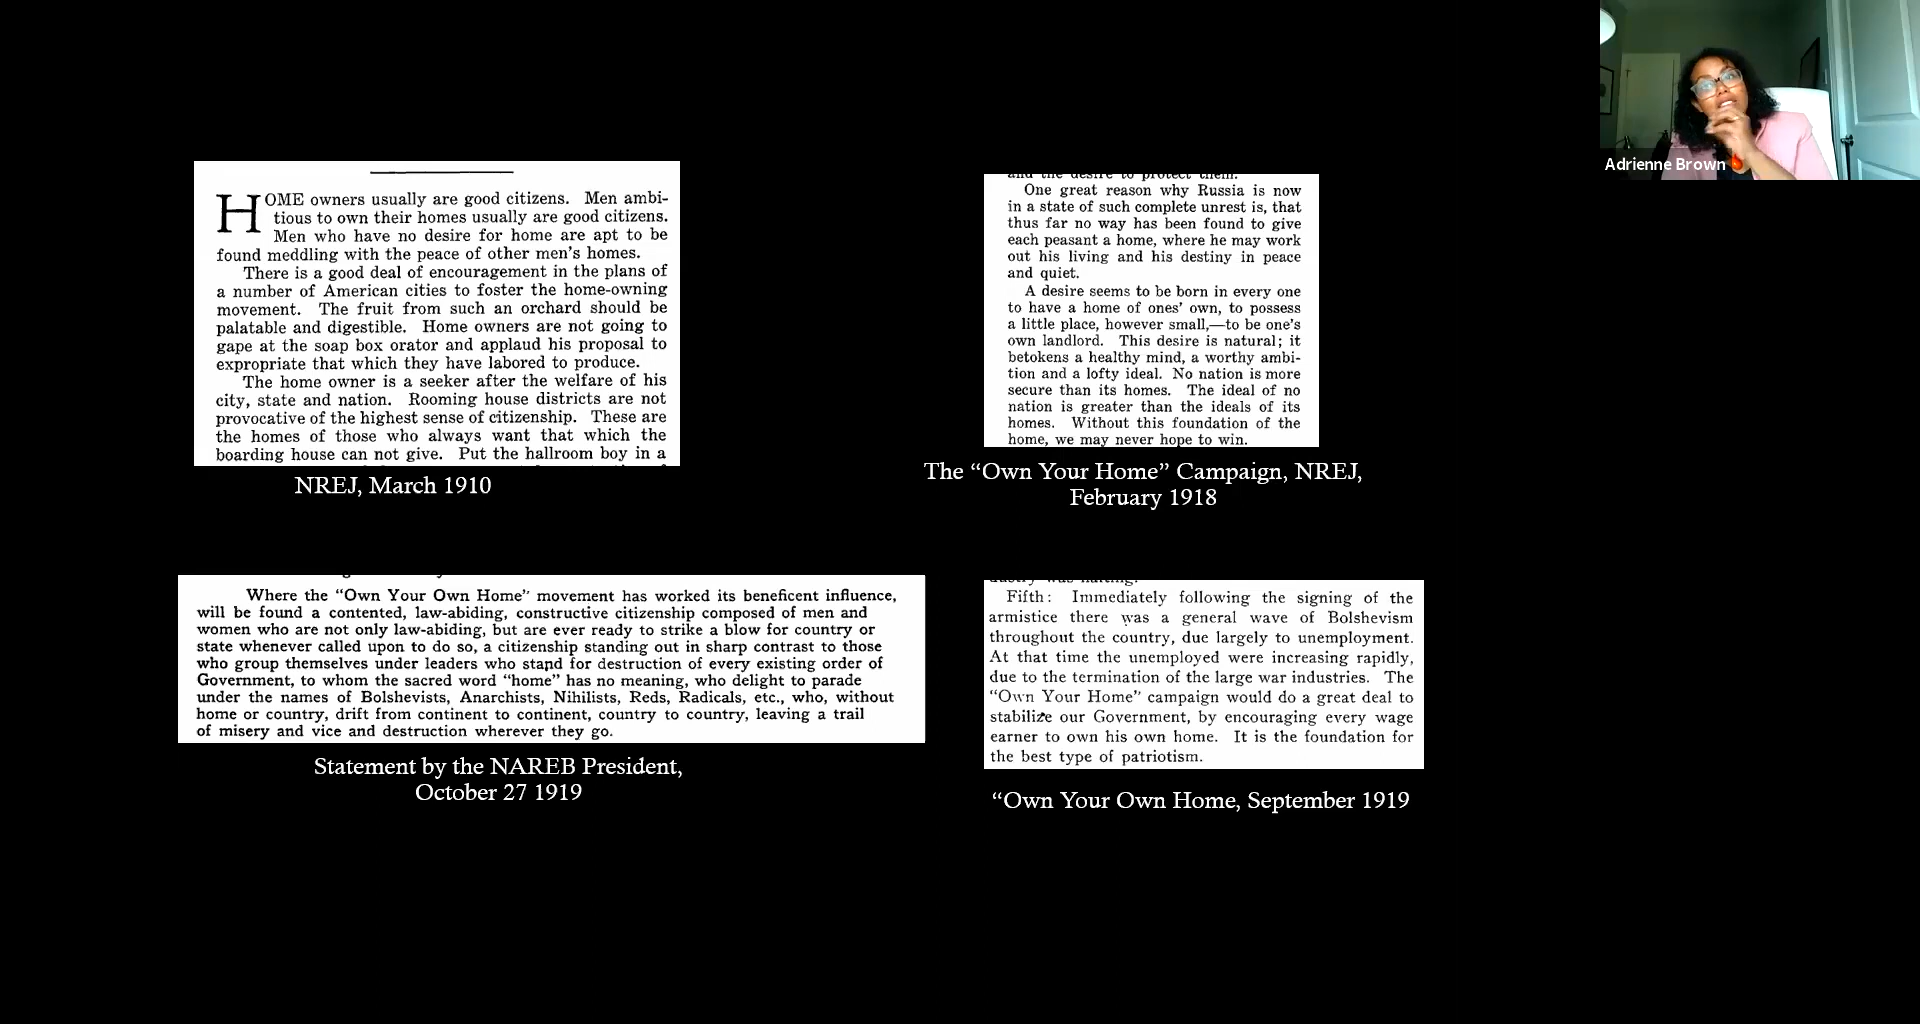 Adrienne Brown
HOME owners usually are good citizens. Men ambi-
tious to own their homes usually are good citizens.
Men who have no desire for home are apt to be
found meddling with the peace of other men's homes.
There is a good deal of encouragement in the plans of
a number of American cities to foster the home-owning
movement. The fruit from such an orchard should be
palatable and digestible. Home owners are not going to
gape at the soap box orator and applaud his proposal to
expropriate that which they have labored to produce.
The home owner is a seeker after the welfare of his
city, state and nation. Rooming house districts are not
provocative of the highest sense of citizenship. These are
the homes of those who always want that which the
boarding house can not give. Put the hallroom boy in a
NREJ, March 1910
and the desire to protect them.
One great reason why Russia is now
in a state of such complete unrest is, that
thus far no way has been found to give
each peasant a home, where he may work
out his living and his destiny in peace
and quiet.
A desire seems to be born in every one
to have a home of ones' own, to possess
a little place, however small,—to be one's
own landlord. This desire is natural; it
betokens a healthy mind, a worthy ambi-
tion and a lofty ideal. No nation is more
secure than its homes. The ideal of no
nation is greater than the ideals of its
homes. Without this foundation of the
home, we may never hope to win.
The “Own Your Home” Campaign, NREJ,
February 1918
Where the "Own Your Own Home" movement has worked its beneficent influence,
will be found a contented, law-abiding, constructive citizenship composed of men and
women who are not only law-abiding, but are ever ready to strike a blow for country or
state whenever called upon to do so, a citizenship standing out in sharp contrast to those
who group themselves under leaders who stand for destruction of every existing order of
Government, to whom the sacred word "home" has no meaning, who delight to parade
under the names of Bolshevists, Anarchists, Nihilists, Reds, Radicals, etc., who, without
home or country, drift from continent to continent, country to country, leaving a trail
of misery and vice and destruction wherever they go.
Statement by the NAREB President,
October 27 1919
Fifth: Immediately following the signing of the
armistice there was a general wave of Bolshevism
throughout the country, due largely to unemployment.
At that time the unemployed were increasing rapidly,
due to the termination of the large war industries. The
"Own Your Home" campaign would do a great deal to
stabilize our Government, by encouraging every wage
earner to own his own home. It is the foundation for
the best type of patriotism.
“Own Your Own Home, September 1919